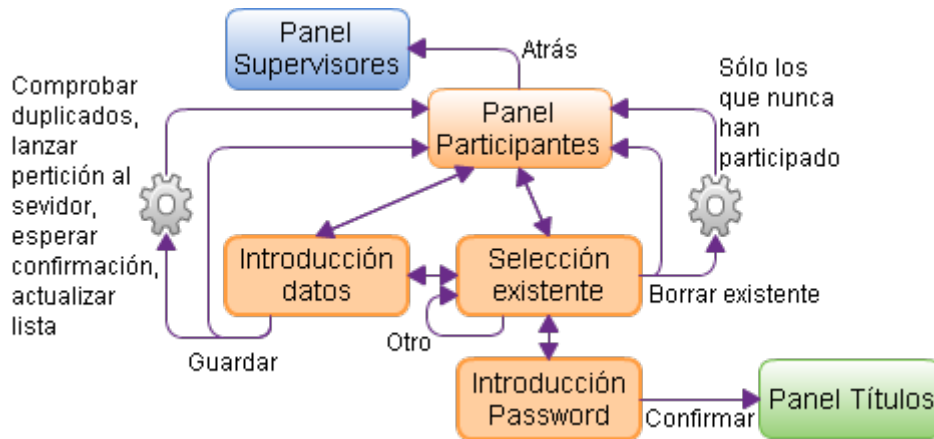 Panel
Supervisores
Atrás
Sólo los
que nunca
han
participado
Comprobar
duplicados,
lanzar
pertición al
sevidor,
esperar
confirmación,
actualizar
lista
Panel
Participantes
Introducción
datos
Selección
existente
Borrar existente
Otro
Guardar
Introducción
Password
Confirmar
Panel Títulos